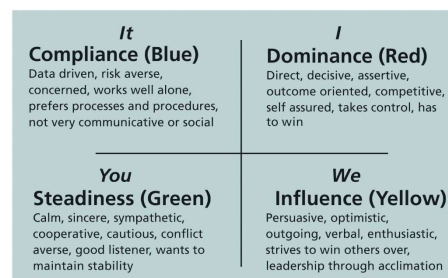 It
Compliance (Blue)
Data driven, risk averse,
concerned, works well alone,
prefers processes and procedures,
not very communicative or social
I
Dominance (Red)
Direct, decisive, assertive,
outcome oriented, competitive,
self assured, takes control, has
to win
You
Steadiness (Green)
Calm, sincere, sympathetic,
cooperative, cautious, conflict
averse, good listener, wants to
maintain stability
We
Influence (Yellow)
Persuasive, optimistic,
outgoing, verbal, enthusiastic,
strives to win others over,
leadership through acclimation